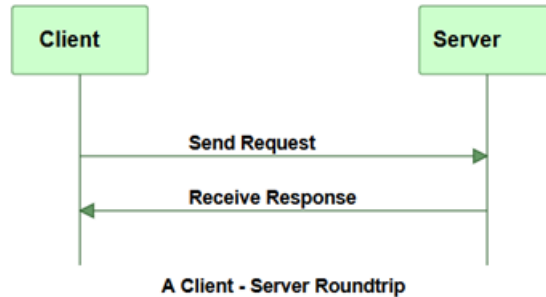 Client
Server
Send Request
Receive Response
A Client - Server Roundtrip